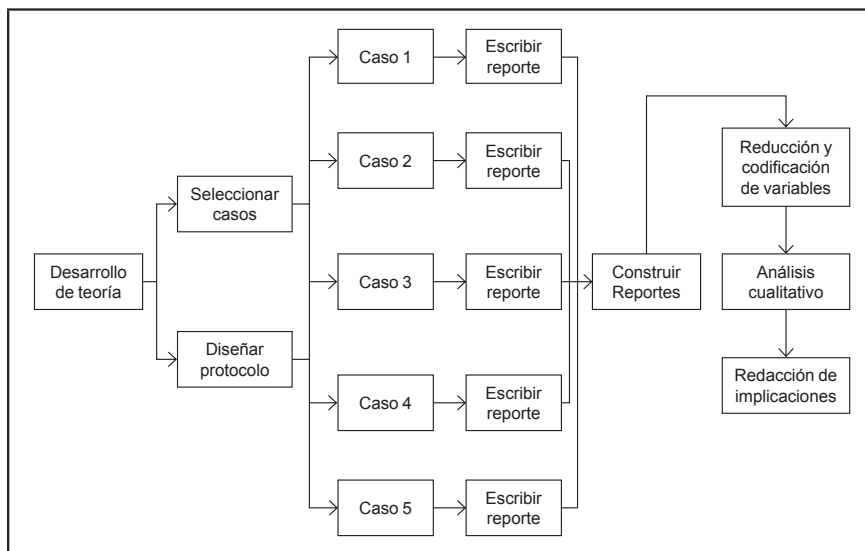 Desarrollo
de teoría
Seleccionar
casos
Diseñar
protocolo
Caso 1
Escribir
reporte
Caso 2
Escribir
reporte
Caso 3
Escribir
reporte
Caso 4
Escribir
reporte
Caso 5
Escribir
reporte
Construir
Reportes
Reducción y
codificación
de variables
Análisis
cualitativo
Redacción de
implicaciones